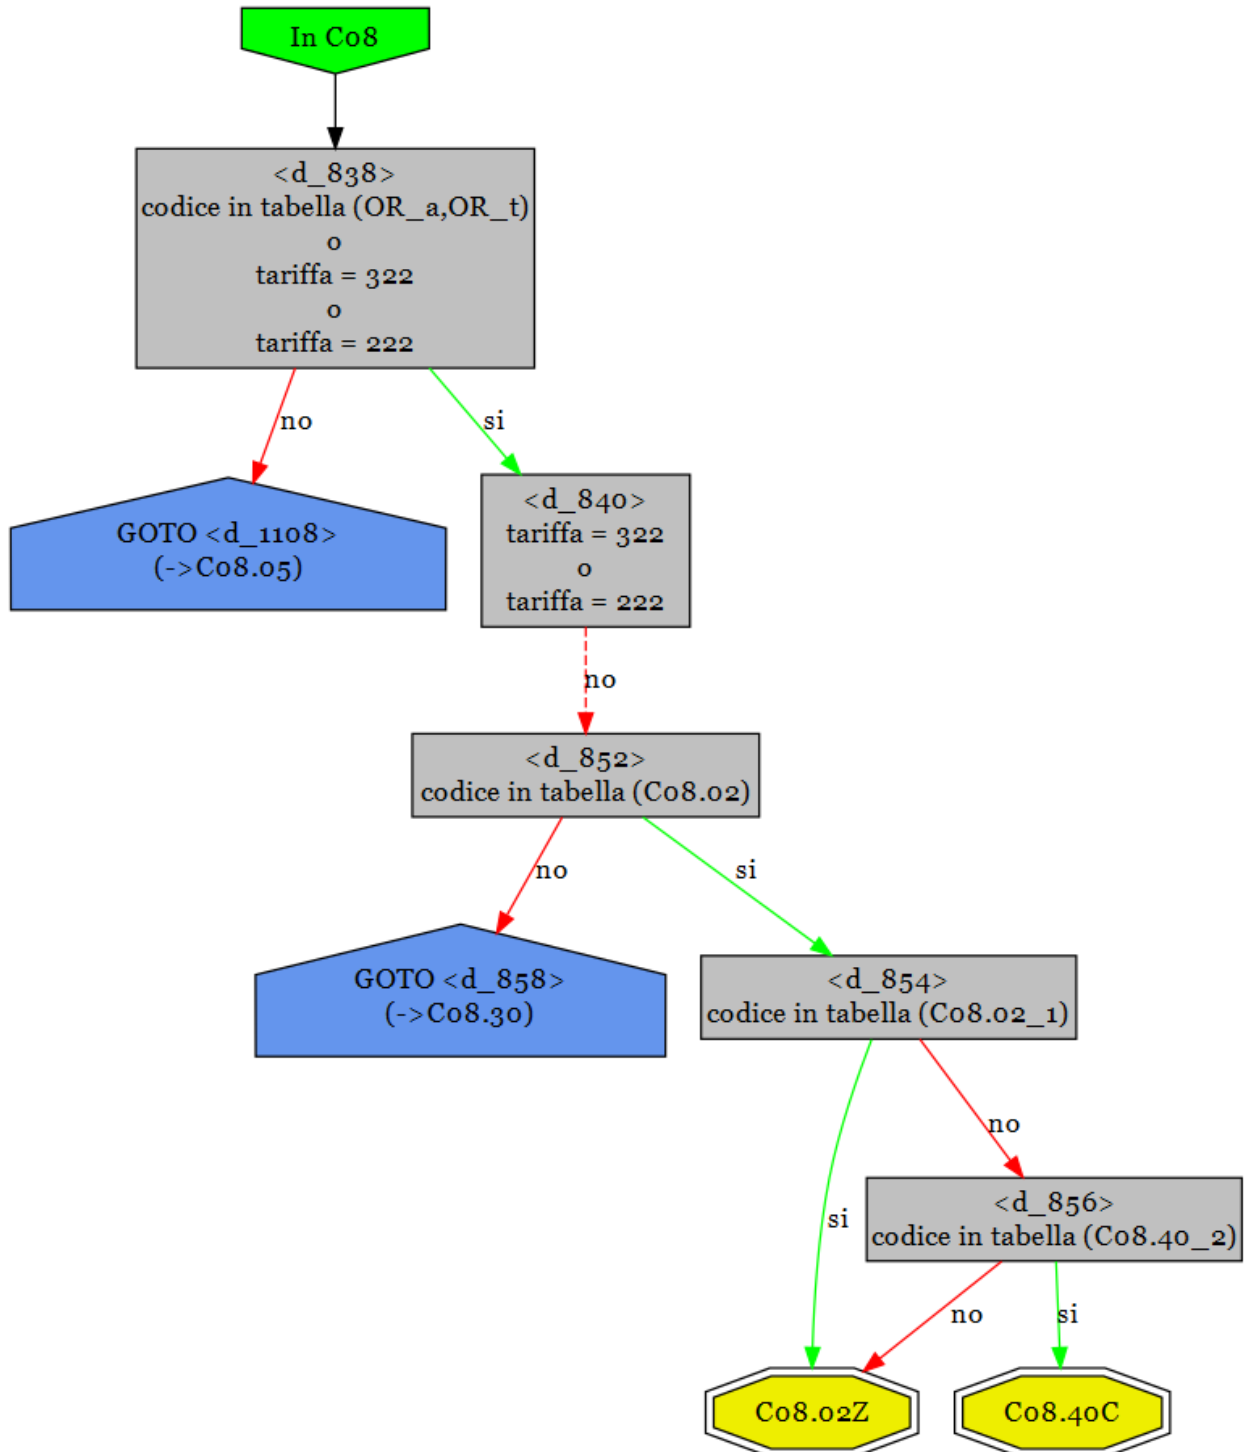 In C08
<d_838>
codice in tabella (OR_a,OR_t)
o
tariffa = 322
o
tariffa = 222
no
si
GOTO <d_1108>
(->C08.05)
<d_840>
tariffa = 322
o
tariffa = 222
no
<d_852>
codice in tabella (C08.02)
no
si
GOTO <d_858>
(->C08.30)
<d_854>
codice in tabella (C08.02_1)
no
si
<d_856>
codice in tabella (C08.40_2)
no
si
C08.02Z
C08.40C